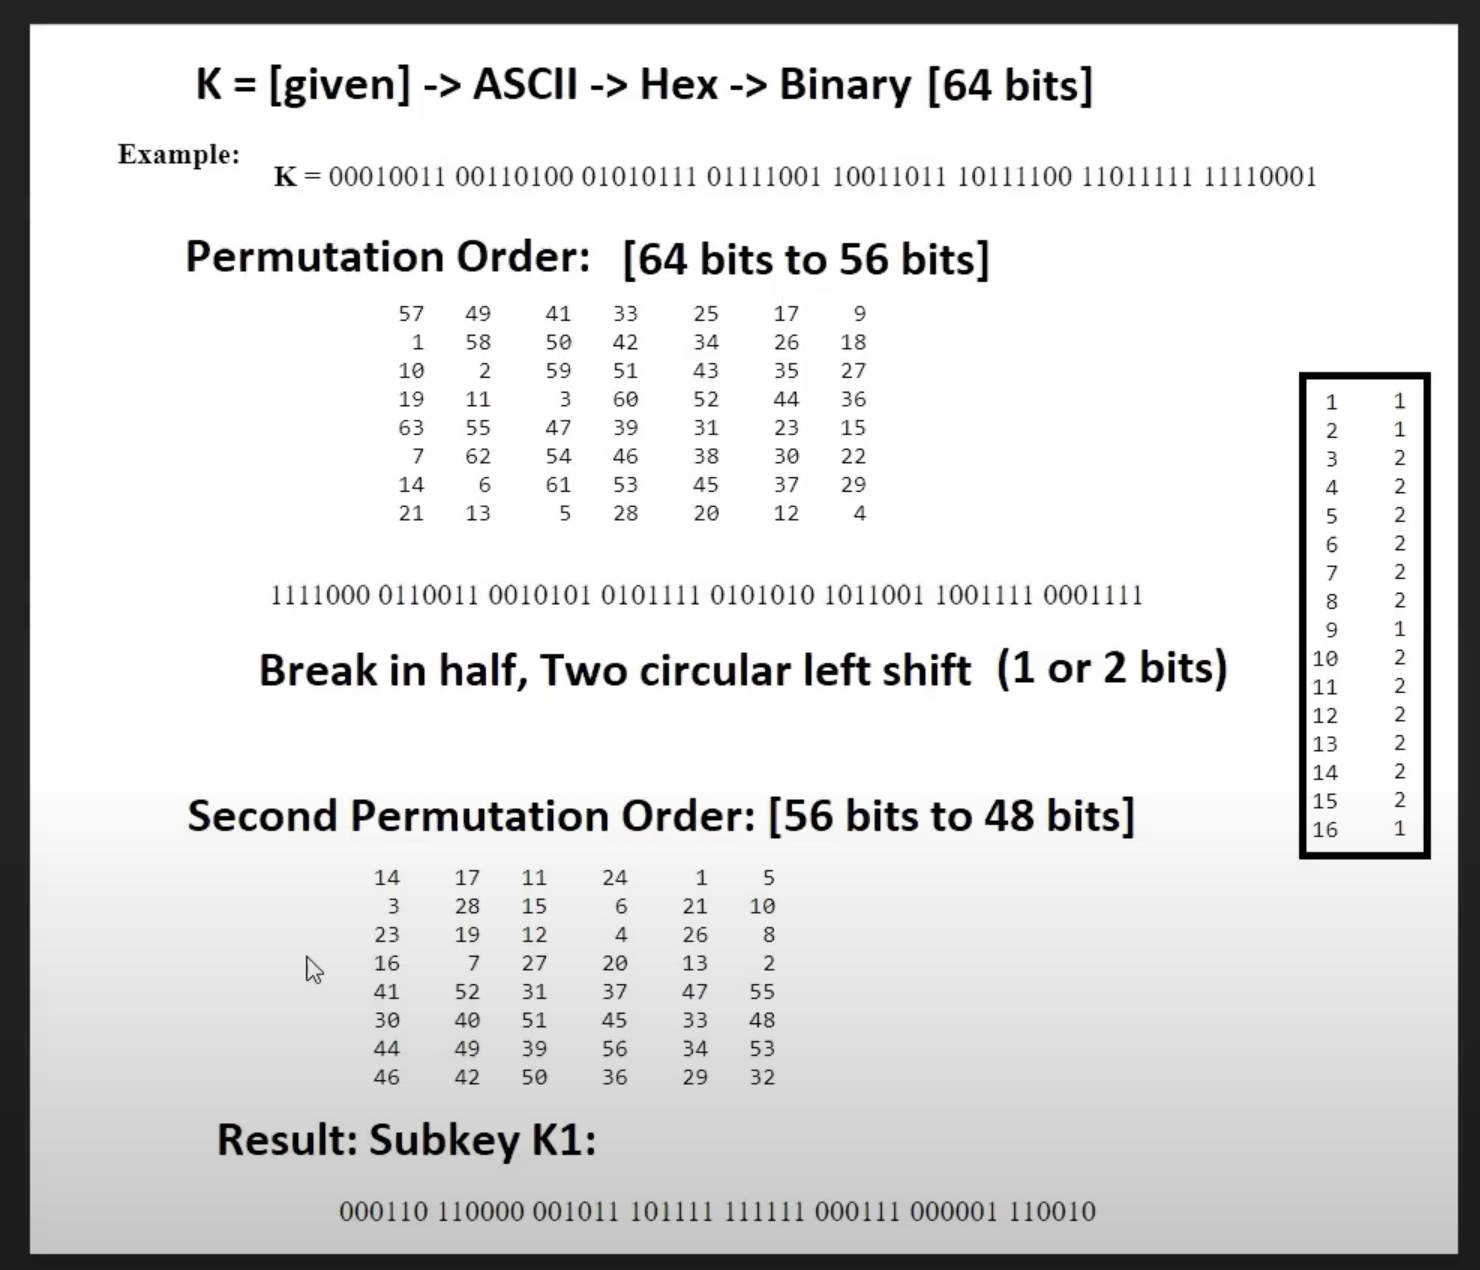 K = [given] -> ASCII -> Hex -> Binary [64 bits]
Example:
K = 00010011 00110100 01010111 01111001 10011011 10111100 11011111 11110001
Permutation Order: [64 bits to 56 bits]
57 49 41 33 25 17 9
1 58 50 42 34 26 18
10 2 59 51 43 35 27
19 11 3 60 52 44 36
63 55 47 39 31 23 15
7 62 54 46 38 30 22
14 6 61 53 45 37 29
21 13 5 28 20 12 4
1111000 0110011 0010101 0101111 0101010 1011001 1001111 0001111
Break in half, Two circular left shift (1 or 2 bits)
1 1
2 1
3 2
4 2
5 2
6 2
7 2
8 2
9 1
10 2
11 2
12 2
13 2
14 2
15 2
16 1
Second Permutation Order: [56 bits to 48 bits]
14 17 11 24 1 5
3 28 15 6 21 10
23 19 12 4 26 8
16 7 27 20 13 2
41 52 31 37 47 55
30 40 51 45 33 48
44 49 39 56 34 53
46 42 50 36 29 32
Result: Subkey K1:
000110 110000 001011 101111 111111 000111 000001 110010